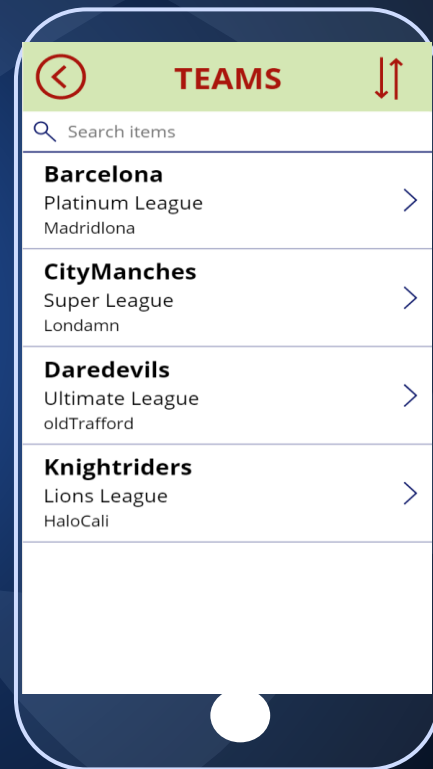 TEAMS
Search items
Barcelona
Platinum League
Madridlona
CityManches
Super League
Londamn
Daredevils
Ultimate League
oldTrafford
Knightriders
Lions League
HaloCali